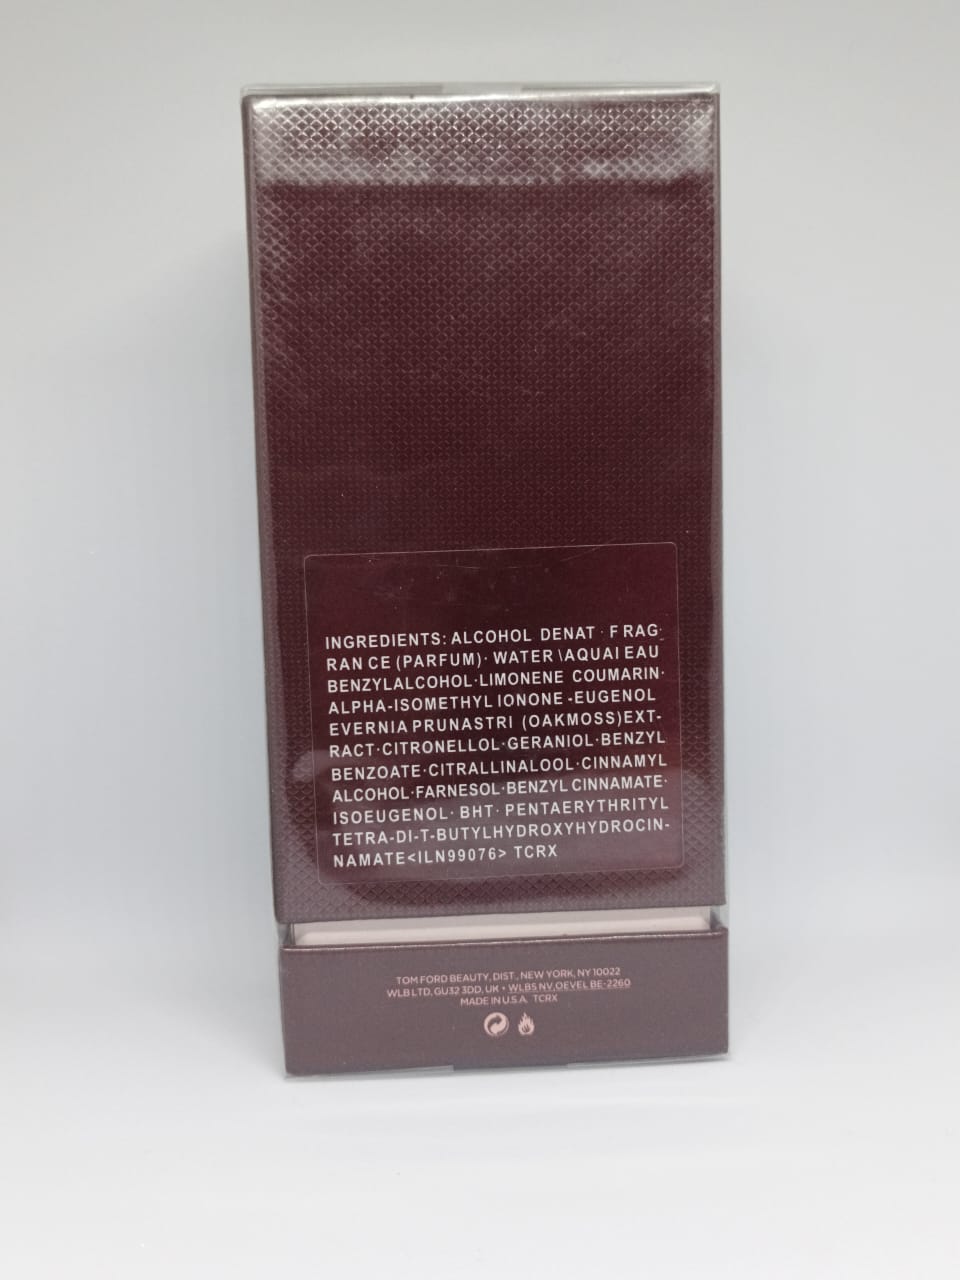 INGREDIENTS: ALCOHOL DENAT · F RAG-
RAN CE (PARFUM)· WATER \AQUAI EAU
BENZYLALCOHOL·LIMONENE COUMARIN·
ALPHA-ISOMETHYL IONONE -EUGENOL
EVERNIA PRUNASTRI (OAKMOSS)EXT-
RACT·CITRONELLOL·GERANIOL·BENZYL
BENZOATE·CITRALLINALOOL·CINNAMYL
ALCOHOL·FARNESOL·BENZYL CINNAMATE·
ISOEUGENOL· BHT· PENTAERYTHRITYL
TETRA-DI-T-BUTYLHYDROXYHYDROCIN-
NAMATE<ILN99076> TCRX
TOM FORD BEAUTY, DIST., NEW YORK, NY 10022
WLB LTD, GU32 3DD, UK • WLBS NV, OEVEL BE-2260
MADE IN U.S.A. TCRX